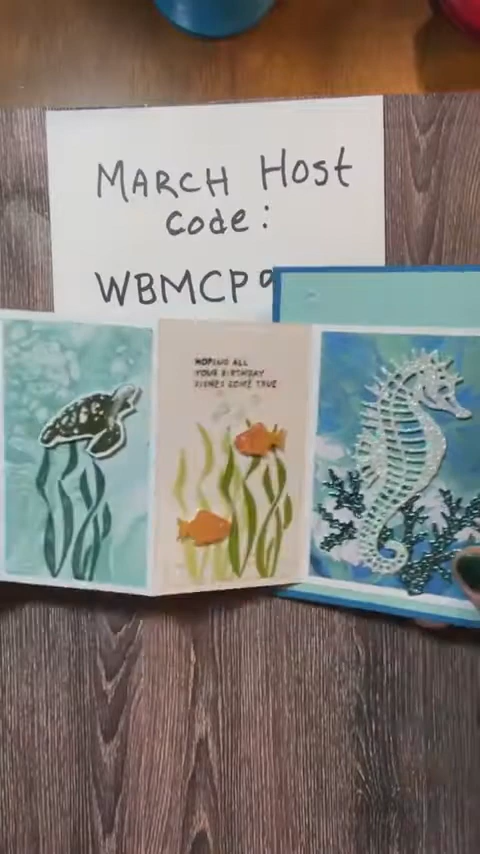 MARCH Host
Code:
WBMCP9
HOPING ALL
YOUR BIRTHDAY
WISHES COME TRUE